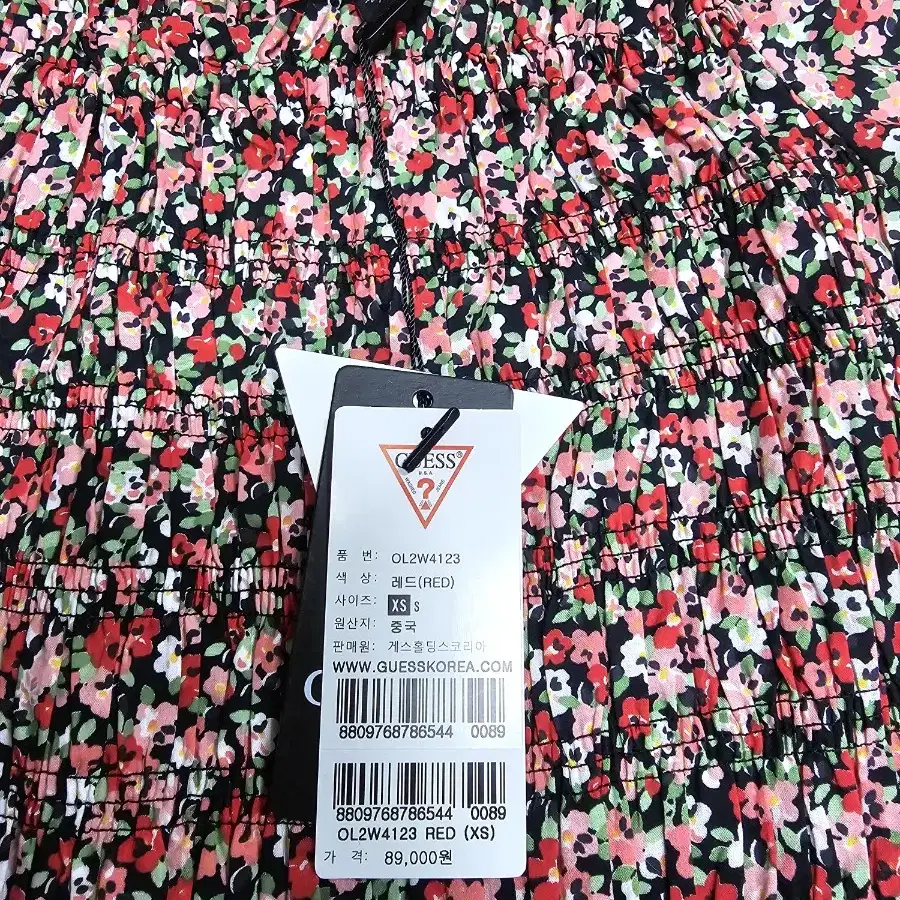 GUESS®
U.S.A.
WASHED JEANS
?
품 번: OL2W4123
색 상: 레드(RED)
사이즈: XS S
원산지: 중국
판매원: 게스홀딩스코리아
WWW.GUESSKOREA.COM
8809768786544 0089
8809768786544 0089
OL2W4123 RED (XS)
가 격: 89,000원